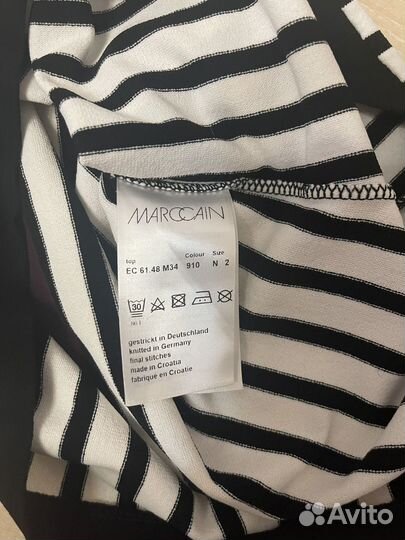 MARCCAIN
top Colour Size
EC 61.48 M34 910 N 2
30
gestrickt in Deutschland
knitted in Germany
final stitches
made in Croatia
fabriqué en Croatie
Avito